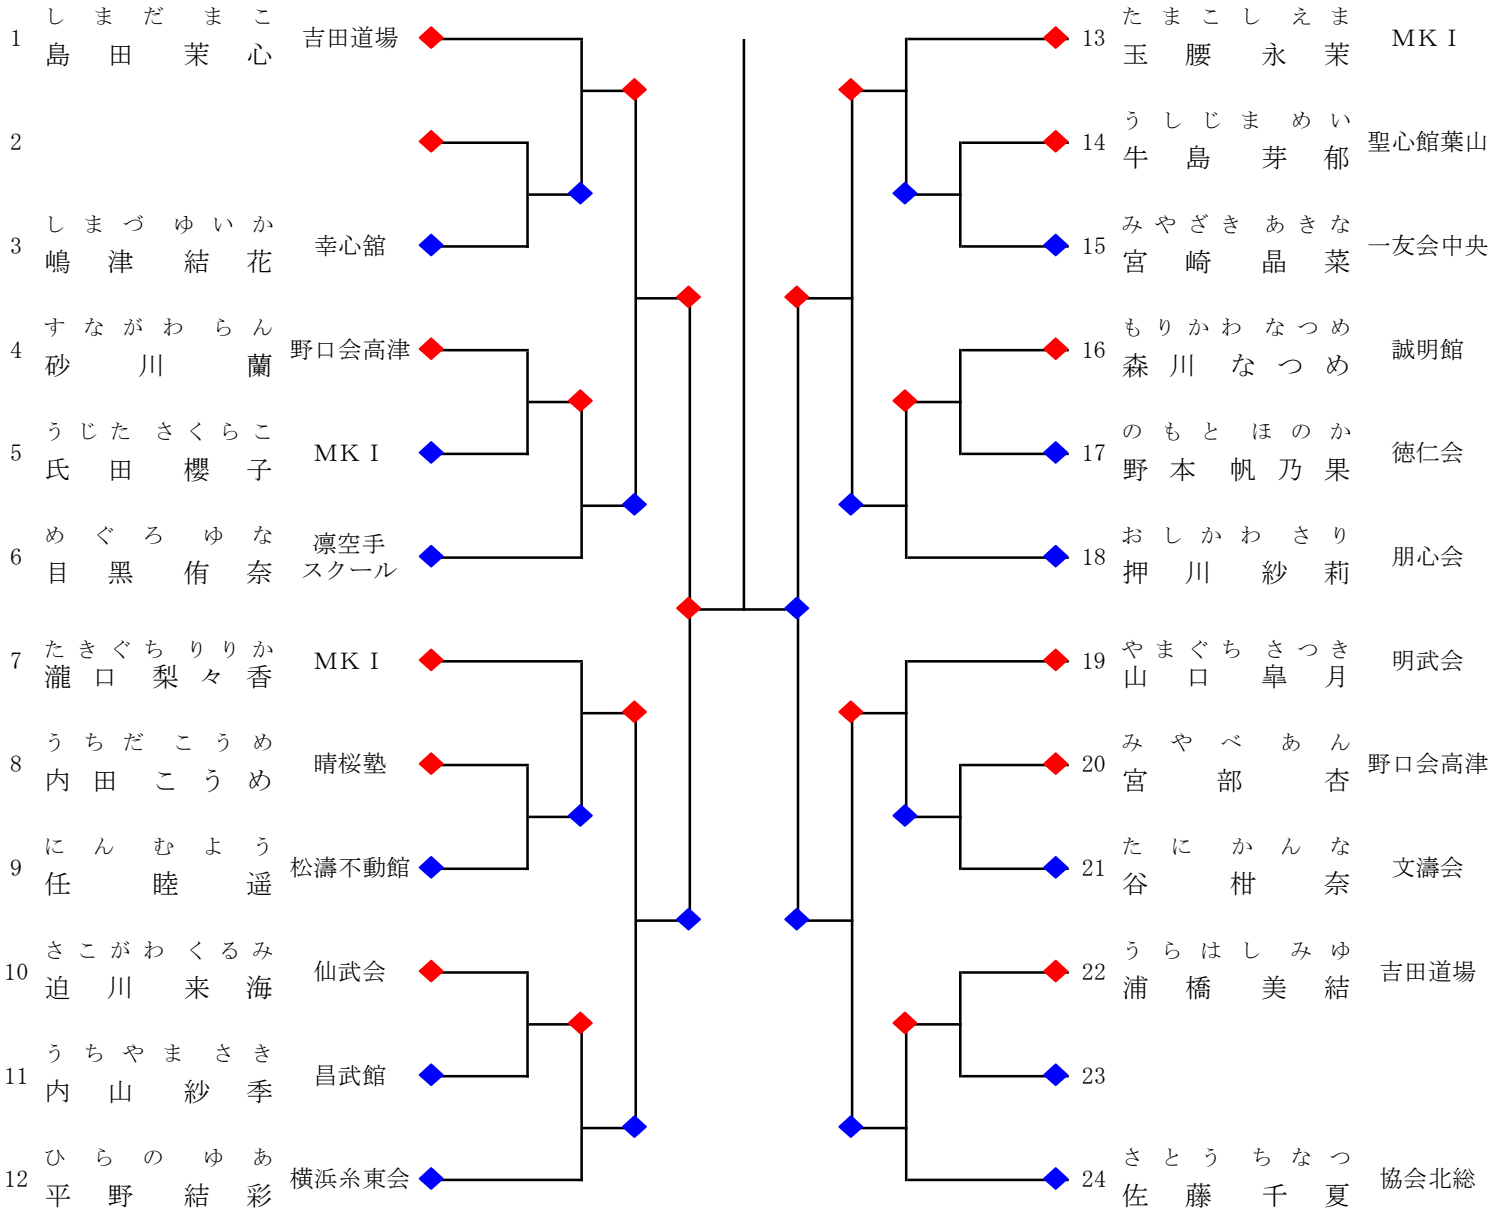 しまだ まこ
1 島田 茉心 吉田道場
2
しまづ ゆいか
3 嶋津 結花 幸心舘
すながわ らん
4 砂川 蘭 野口会高津
うじた さくらこ
5 氏田 櫻子 MKI
めぐろ ゆな
6 目黒 侑奈 凛空手
スクール
たきぐち りりか
7 瀧口 梨々香 MKI
うちだ こうめ
8 内田 こうめ 晴桜塾
にん むよう
9 任 睦遥 松濤不動館
さこがわ くるみ
10 迫川 来海 仙武会
うちやま さき
11 内山 紗季 昌武館
ひらの ゆあ
12 平野 結彩 横浜糸東会
たまこし えま
13 玉腰 永茉 MKI
うしじま めい
14 牛島 芽郁 聖心館葉山
みやざき あきな
15 宮崎 晶菜 一友会中央
もりかわ なつめ
16 森川 なつめ 誠明館
のもと ほのか
17 野本 帆乃果 徳仁会
おしかわ さり
18 押川 紗莉 朋心会
やまぐち さつき
19 山口 皐月 明武会
みやべ あん
20 宮部 杏 野口会高津
たに かんな
21 谷 柑奈 文濤会
うらはし みゆ
22 浦橋 美結 吉田道場
23
さとう ちなつ
24 佐藤 千夏 協会北総